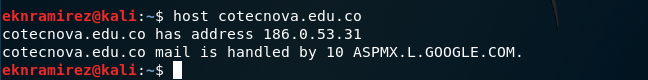 eknramirez@kali:~$ host cotecnova.edu.co
cotecnova.edu.co has address 186.0.53.31
cotecnova.edu.co mail is handled by 10 ASPMX.L.GOOGLE.COM.
eknramirez@kali:~$